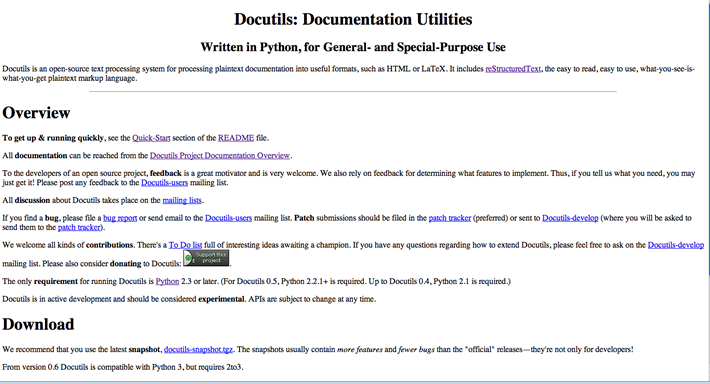 Docutils: Documentation Utilities
Written in Python, for General- and Special-Purpose Use
Docutils is an open-source text processing system for processing plaintext documentation into useful formats, such as HTML or LaTeX. It includes reStructuredText, the easy to read, easy to use, what-you-see-is-
what-you-get plaintext markup language.
Overview
To get up & running quickly, see the Quick-Start section of the README file.
All documentation can be reached from the Docutils Project Documentation Overview.
To the developers of an open source project, feedback is a great motivator and is very welcome. We also rely on feedback for determining what features to implement. Thus, if you tell us what you need, you may
just get it! Please post any feedback to the Docutils-users mailing list.
All discussion about Docutils takes place on the mailing lists.
If you find a bug, please file a bug report or send email to the Docutils-users mailing list. Patch submissions should be filed in the patch tracker (preferred) or sent to Docutils-develop (where you will be asked to
send them to the patch tracker).
We welcome all kinds of contributions. There's a To Do list full of interesting ideas awaiting a champion. If you have any questions regarding how to extend Docutils, please feel free to ask on the Docutils-develop
mailing list. Please also consider donating to Docutils: Support this project.
The only requirement for running Docutils is Python 2.3 or later. (For Docutils 0.5, Python 2.2.1+ is required. Up to Docutils 0.4, Python 2.1 is required.)
Docutils is in active development and should be considered experimental. APIs are subject to change at any time.
Download
We recommend that you use the latest snapshot, docutils-snapshot.tgz. The snapshots usually contain more features and fewer bugs than the "official" releases—they're not only for developers!
From version 0.6 Docutils is compatible with Python 3, but requires 2to3.